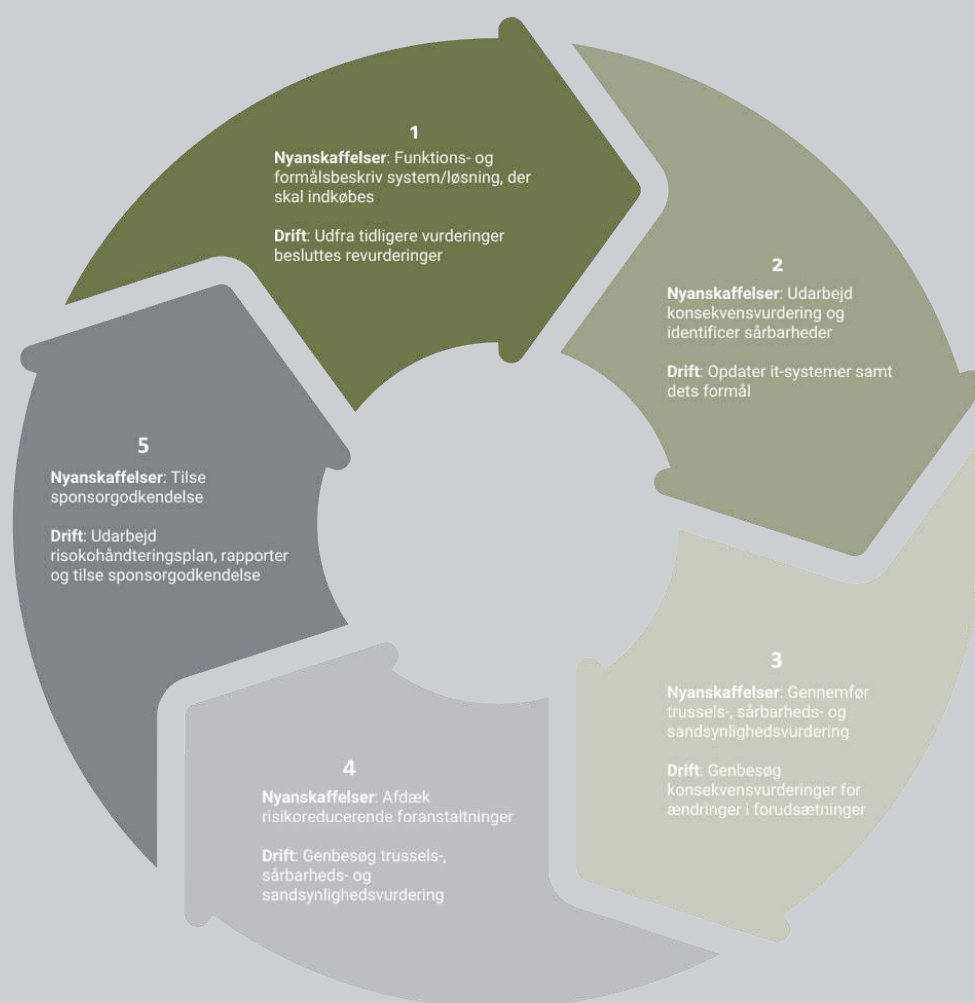 1
Nyanskaffelser: Funktions- og
formålsbeskriv system/løsning, der
skal indkøbes
Drift: Udfra tidligere vurderinger
besluttes revurderinger
2
Nyanskaffelser: Udarbejd
konsekvensvurdering og
identificer sårbarheder
Drift: Opdater it-systemer samt
dets formål
3
Nyanskaffelser: Gennemfør
trussels-, sårbarheds- og
sandsynlighedsvurdering
Drift: Genbesøg
konsekvensvurderinger for
ændringer i forudsætninger
4
Nyanskaffelser: Afdæk
risikoreducerende foranstaltninger
Drift: Genbesøg trussels-,
sårbarheds- og
sandsynlighedsvurdering
5
Nyanskaffelser: Tilse
sponsorgodkendelse
Drift: Udarbejd
risokohåndteringsplan, rapporter
og tilse sponsorgodkendelse